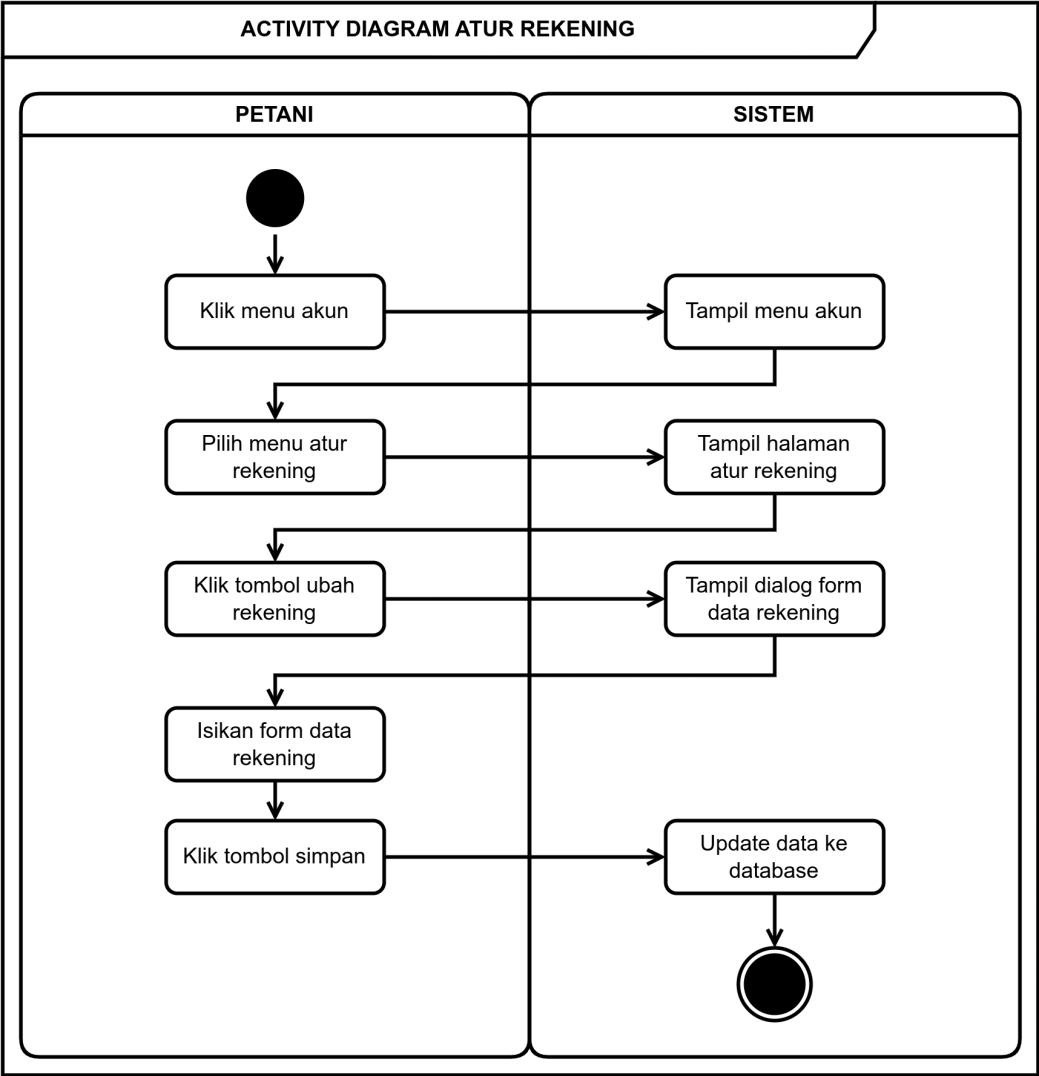 ACTIVITY DIAGRAM ATUR REKENING
PETANI
SISTEM
Klik menu akun
Tampil menu akun
Pilih menu atur
rekening
Tampil halaman
atur rekening
Klik tombol ubah
rekening
Tampil dialog form
data rekening
Isikan form data
rekening
Klik tombol simpan
Update data ke
database